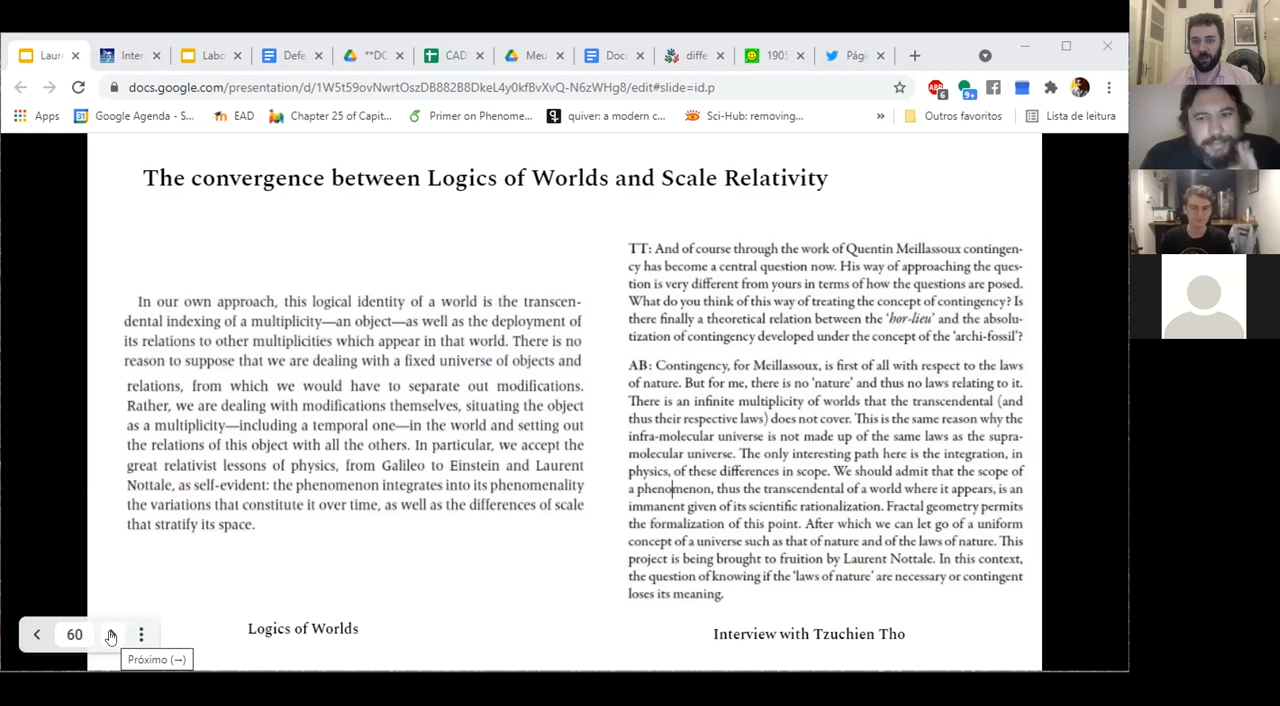 Laure
Inter
Labo
Defe
**DC
CAD
Meu
Docu
diffe
1905
Pági
docs.google.com/presentation/d/1W5t59ovNwrtOszDB882B8DkeL4y0kfBvXvQ-N6zWHg8/edit#slide=id.p
6
9+
Apps
31
Google Agenda - S...
EAD
Chapter 25 of Capit...
Primer on Phenome...
quiver: a modern c...
Sci-Hub: removing...
»
Outros favoritos
Lista de leitura
The convergence between Logics of Worlds and Scale Relativity
In our own approach, this logical identity of a world is the transcen-
dental indexing of a multiplicity—an object—as well as the deployment of
its relations to other multiplicities which appear in that world. There is no
reason to suppose that we are dealing with a fixed universe of objects and
relations, from which we would have to separate out modifications.
Rather, we are dealing with modifications themselves, situating the object
as a multiplicity—including a temporal one—in the world and setting out
the relations of this object with all the others. In particular, we accept the
great relativist lessons of physics, from Galileo to Einstein and Laurent
Nottale, as self-evident: the phenomenon integrates into its phenomenality
the variations that constitute it over time, as well as the differences of scale
that stratify its space.
Logics of Worlds
TT: And of course through the work of Quentin Meillassoux contingen-
cy has become a central question now. His way of approaching the ques-
tion is very different from yours in terms of how the questions are posed.
What do you think of this way of treating the concept of contingency? Is
there finally a theoretical relation between the ‘hor-lieu’ and the absolu-
tization of contingency developed under the concept of the ‘archi-fossil’?
AB: Contingency, for Meillassoux, is first of all with respect to the laws
of nature. But for me, there is no ‘nature’ and thus no laws relating to it.
There is an infinite multiplicity of worlds that the transcendental (and
thus their respective laws) does not cover. This is the same reason why the
infra-molecular universe is not made up of the same laws as the supra-
molecular universe. The only interesting path here is the integration, in
physics, of these differences in scope. We should admit that the scope of
a phenomenon, thus the transcendental of a world where it appears, is an
immanent given of its scientific rationalization. Fractal geometry permits
the formalization of this point. After which we can let go of a uniform
concept of a universe such as that of nature and of the laws of nature. This
project is being brought to fruition by Laurent Nottale. In this context,
the question of knowing if the ‘laws of nature’ are necessary or contingent
loses its meaning.
Interview with Tzuchien Tho
60
Próximo (→)